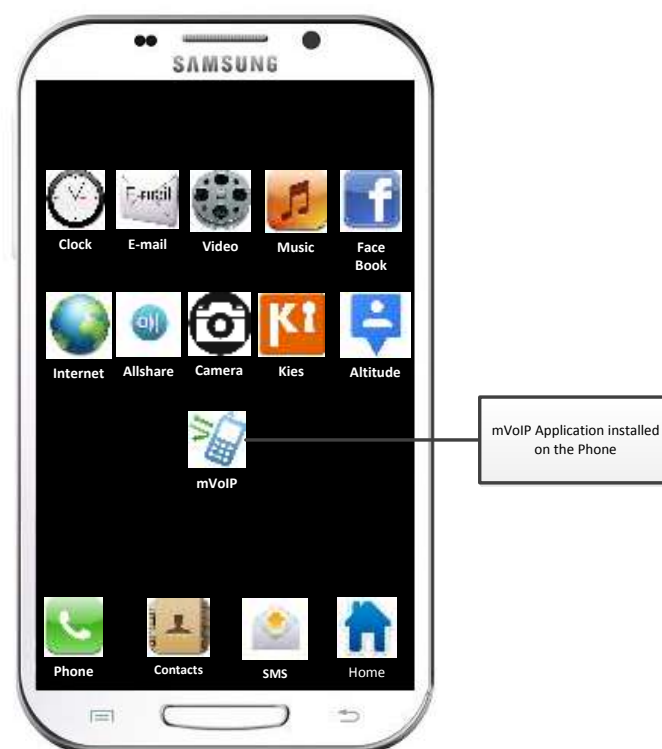 SAMSUNG
Clock E-mail Video Music Face
Book
Internet Allshare Camera Kies Altitude
mVoIP
mVoIP Application installed
on the Phone
Phone Contacts SMS Home
E-mail
f
Ki